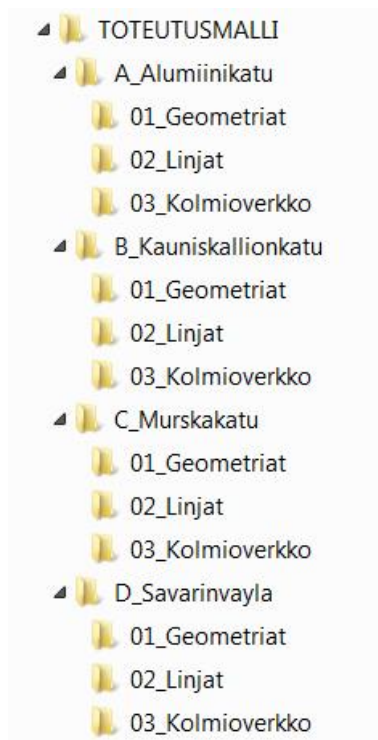 TOTEUTUSMALLI
A_Alumiinikatu
01_Geometriat
02_Linjat
03_Kolmioverkko
B_Kauniskallionkatu
01_Geometriat
02_Linjat
03_Kolmioverkko
C_Murskakatu
01_Geometriat
02_Linjat
03_Kolmioverkko
D_Savarinvayla
01_Geometriat
02_Linjat
03_Kolmioverkko